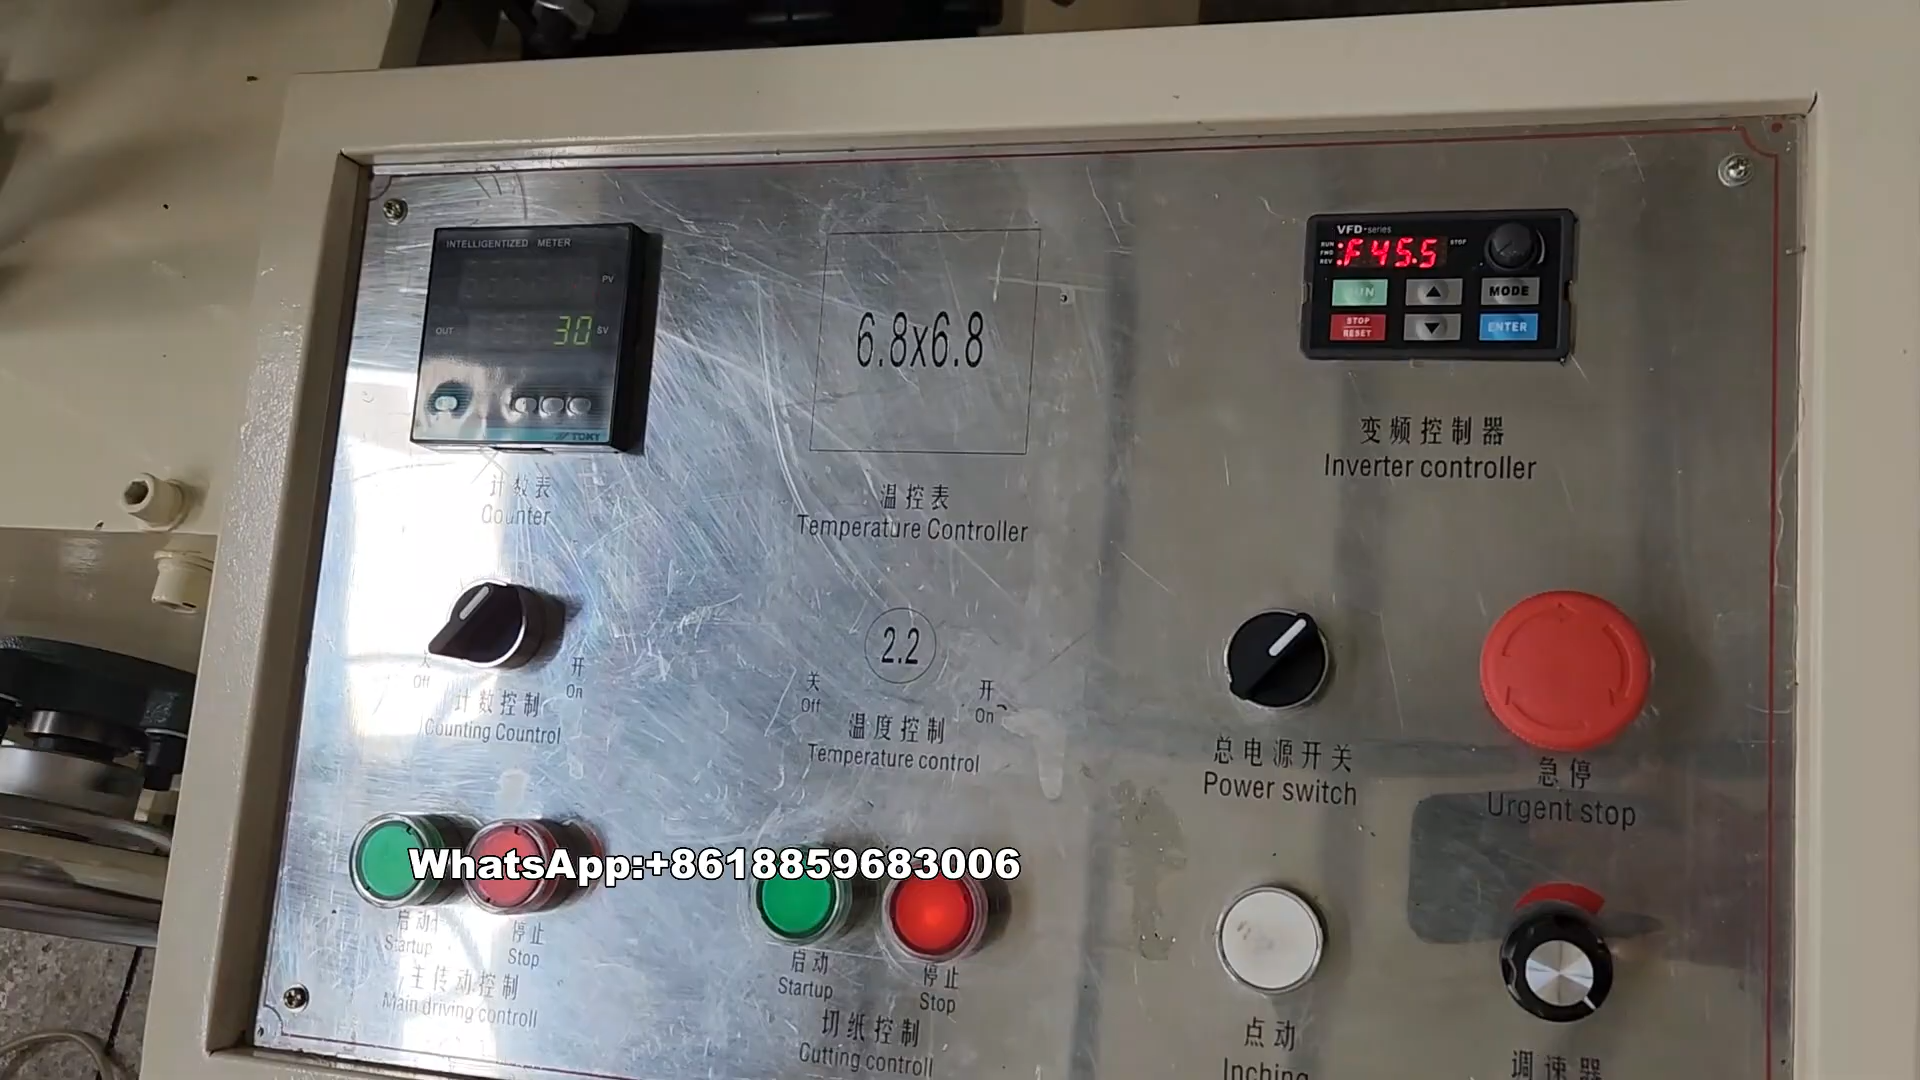 INTELLIGENTIZED METER
PV
OUT
30 SV
TOKY
计数表
Counter
6.8x6.8
温控表
Temperature Controller
VFD-series
RUN
FWD
REV
F45.5
STOP
RUN
MODE
STOP
RESET
ENTER
变频控制器
Inverter controller
关
Off
开
On
计数控制
Counting Countrol
2.2
关
Off
开
On
温度控制
Temperature control
总电源开关
Power switch
急停
Urgent stop
WhatsApp:+8618859683006
启动
Startup
停止
Stop
主传动控制
Main driving controll
启动
Startup
停止
Stop
切纸控制
Cutting controll
点动
Inching
调速器